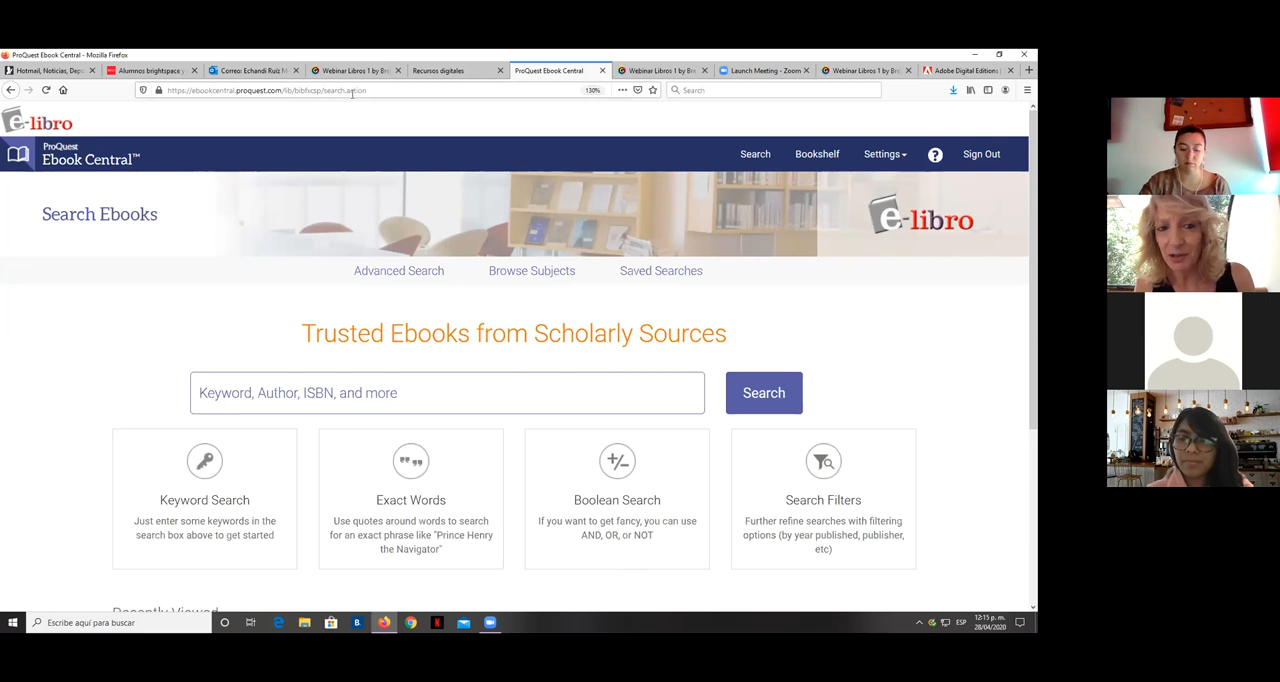 ProQuest Ebook Central - Mozilla Firefox
Hotmail, Noticias, Dep
Alumnos brightspace y
Correo: Echandi Ruiz M
Webinar Libros 1 by Bre
Recursos digitales
ProQuest Ebook Central
Webinar Libros 1 by Bre
Launch Meeting - Zoom
Webinar Libros 1 by Bre
Adobe Digital Editions
https://ebookcentral.proquest.com/lib/bibfxcsp/search.action
130%
Search
e-libro
ProQuest
Ebook Central™
Search
Bookshelf
Settings
?
Sign Out
Search Ebooks
e-libro
Advanced Search
Browse Subjects
Saved Searches
Trusted Ebooks from Scholarly Sources
Keyword, Author, ISBN, and more
Search
Keyword Search
Just enter some keywords in the
search box above to get started
Exact Words
Use quotes around words to search
for an exact phrase like "Prince Henry
the Navigator"
Boolean Search
If you want to get fancy, you can use
AND, OR, or NOT
Search Filters
Further refine searches with filtering
options (by year published, publisher,
etc)
Recently Viewed
Escribe aquí para buscar
ESP
12:15 p. m.
28/04/2020